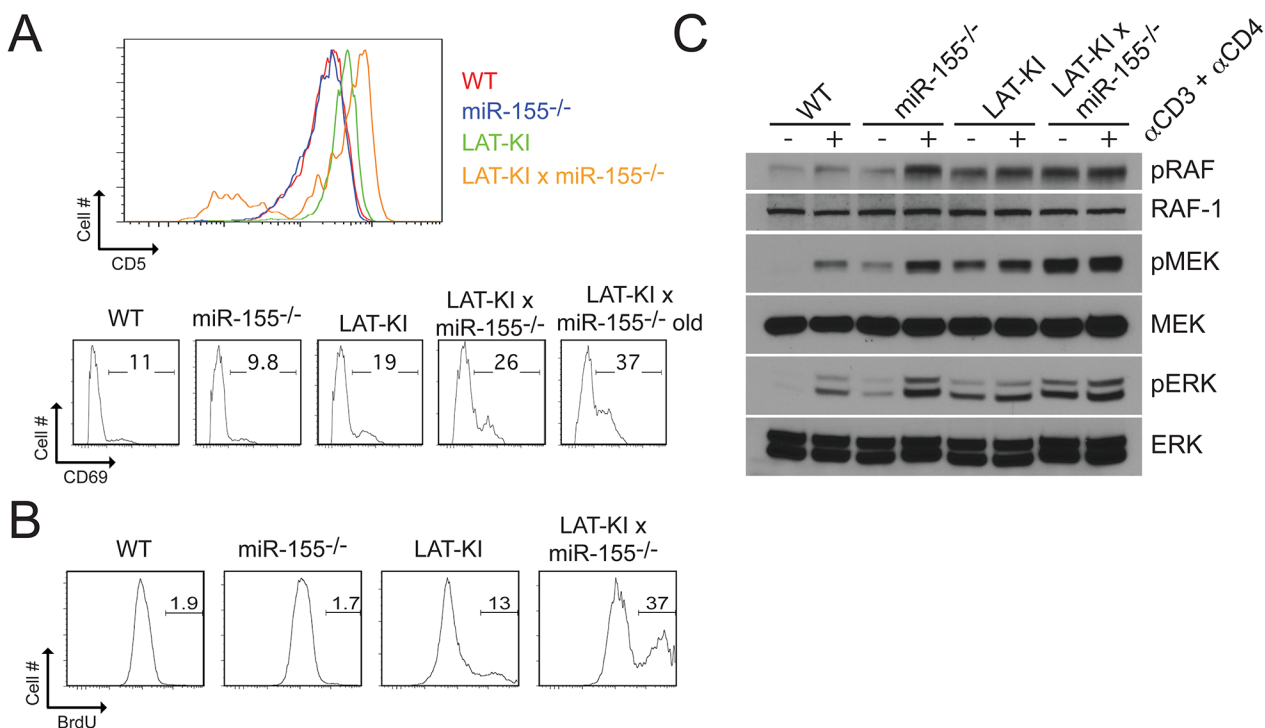 A
WT
miR-155-/-
LAT-KI
LAT-KI x miR-155-/-
Cell #
CD5
WT
miR-155-/-
LAT-KI
LAT-KI x
miR-155-/-
LAT-KI x
miR-155-/- old
11
9.8
19
26
37
Cell #
CD69
B
WT
miR-155-/-
LAT-KI
LAT-KI x
miR-155-/-
1.9
1.7
13
37
Cell #
BrdU
C
WT
miR-155-/-
LAT-KI
LAT-KI x
miR-155-/-
αCD3 + αCD4
- + - + - + - +
pRAF
RAF-1
pMEK
MEK
pERK
ERK